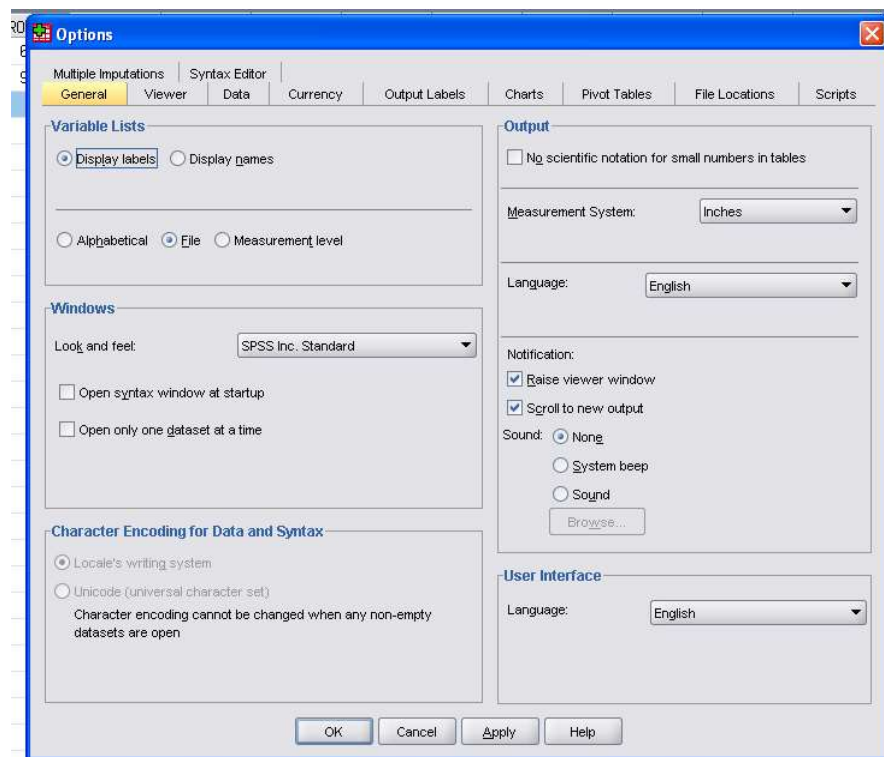 Options
Multiple Imputations Syntax Editor
General Viewer Data Currency Output Labels Charts Pivot Tables File Locations Scripts
Variable Lists
Display labels Display names
Alphabetical File Measurement level
Windows
Look and feel: SPSS Inc. Standard
Open syntax window at startup
Open only one dataset at a time
Character Encoding for Data and Syntax
Locale's writing system
Unicode (universal character set)
Character encoding cannot be changed when any non-empty
datasets are open
Output
No scientific notation for small numbers in tables
Measurement System: Inches
Language: English
Notification:
Raise viewer window
Scroll to new output
Sound: None
System beep
Sound
Browse...
User Interface
Language: English
OK Cancel Apply Help